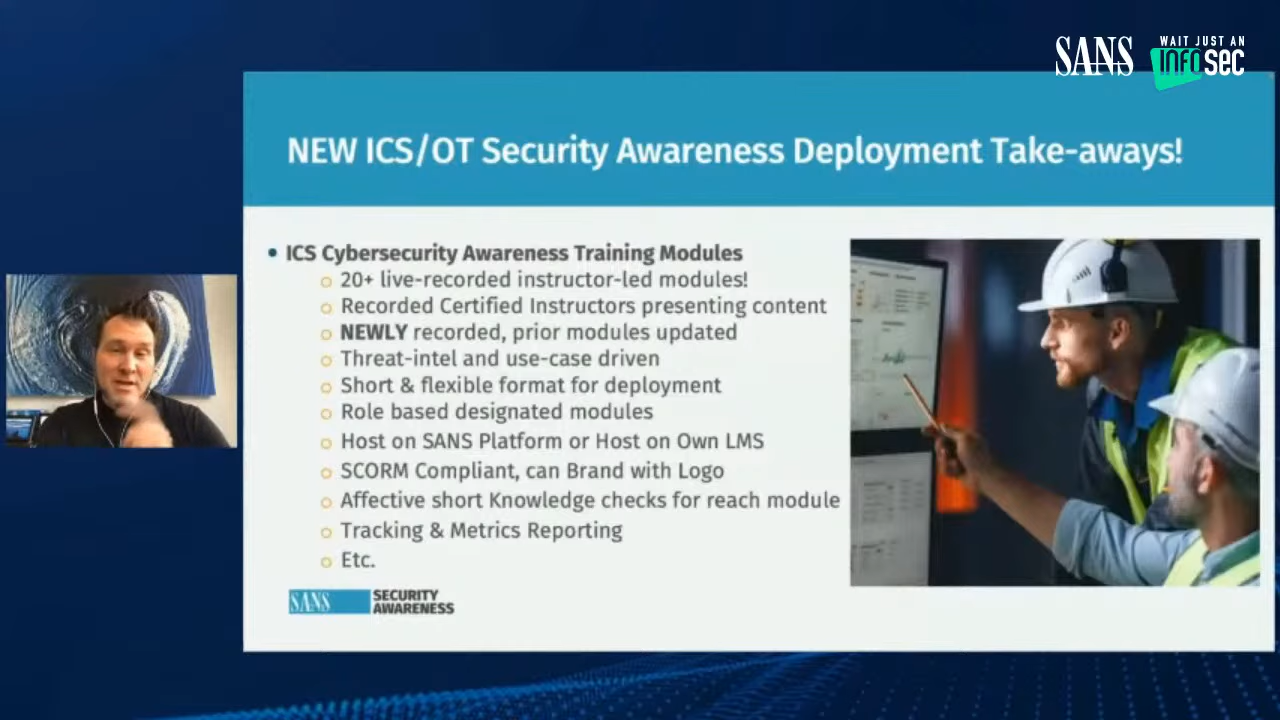 SANS
WAIT JUST AN
INFOSEC
NEW ICS/OT Security Awareness Deployment Take-aways!
ICS Cybersecurity Awareness Training Modules
20+ live-recorded instructor-led modules!
Recorded Certified Instructors presenting content
NEWLY recorded, prior modules updated
Threat-intel and use-case driven
Short & flexible format for deployment
Role based designated modules
Host on SANS Platform or Host on Own LMS
SCORM Compliant, can Brand with Logo
Affective short Knowledge checks for reach module
Tracking & Metrics Reporting
Etc.
SANS
SECURITY
AWARENESS